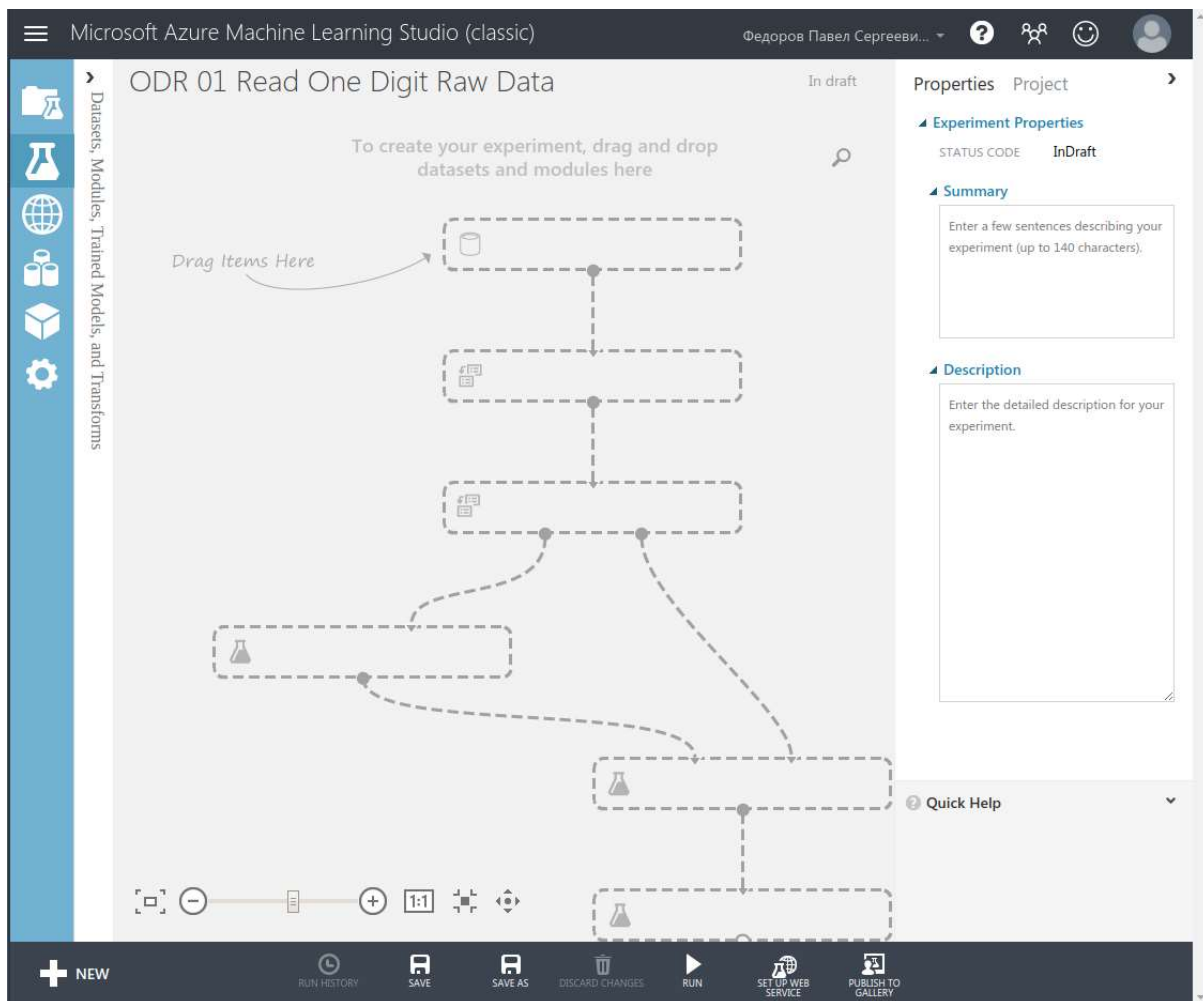 Microsoft Azure Machine Learning Studio (classic)
Федоров Павел Сергееви...
Datasets, Modules, Trained Models, and Transforms
ODR 01 Read One Digit Raw Data
In draft
To create your experiment, drag and drop
datasets and modules here
Drag Items Here
1:1
Properties Project
Experiment Properties
STATUS CODE InDraft
Summary
Enter a few sentences describing your
experiment (up to 140 characters).
Description
Enter the detailed description for your
experiment.
Quick Help
NEW
RUN HISTORY
SAVE
SAVE AS
DISCARD CHANGES
RUN
SET UP WEB
SERVICE
PUBLISH TO
GALLERY